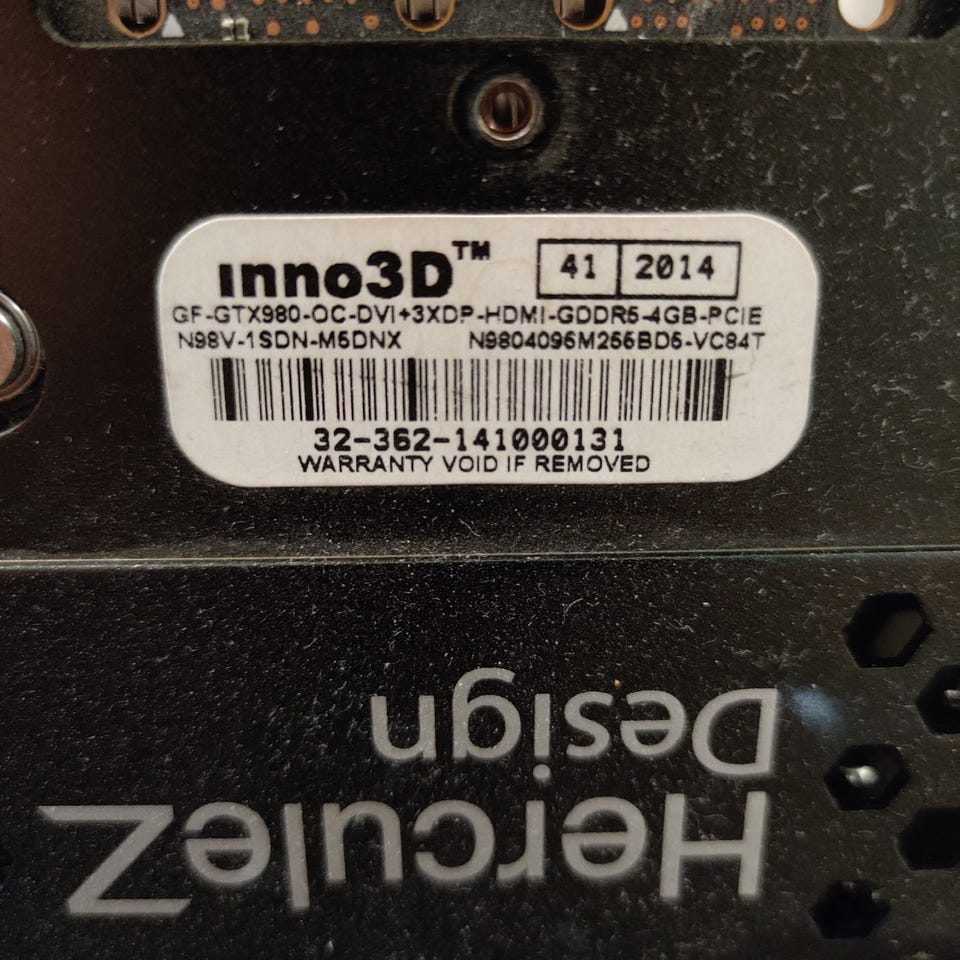 inno3D™ 41 2014
GF-GTX980-OC-DVI+3XDP-HDMI-GDDR5-4GB-PCIE
N98V-1SDN-M5DNX N9804096M256BD5-VC84T
32-362-141000131
WARRANTY VOID IF REMOVED
HerculeZ
Design